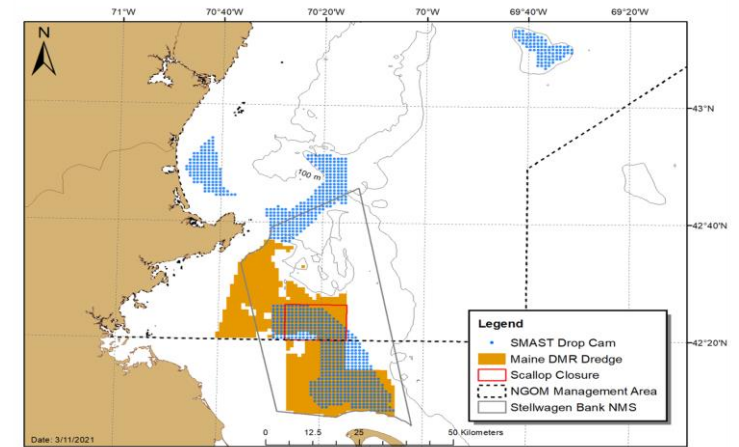 71°W 70°40'W 70°20'W 70°W 69°40'W 69°20'W
N
43°N
100 m
42°40'N
42°20'N
Legend
SMAST Drop Cam
Maine DMR Dredge
Scallop Closure
NGOM Management Area
Stellwagen Bank NMS
Date: 3/11/2021
0 12.5 25 50 Kilometers